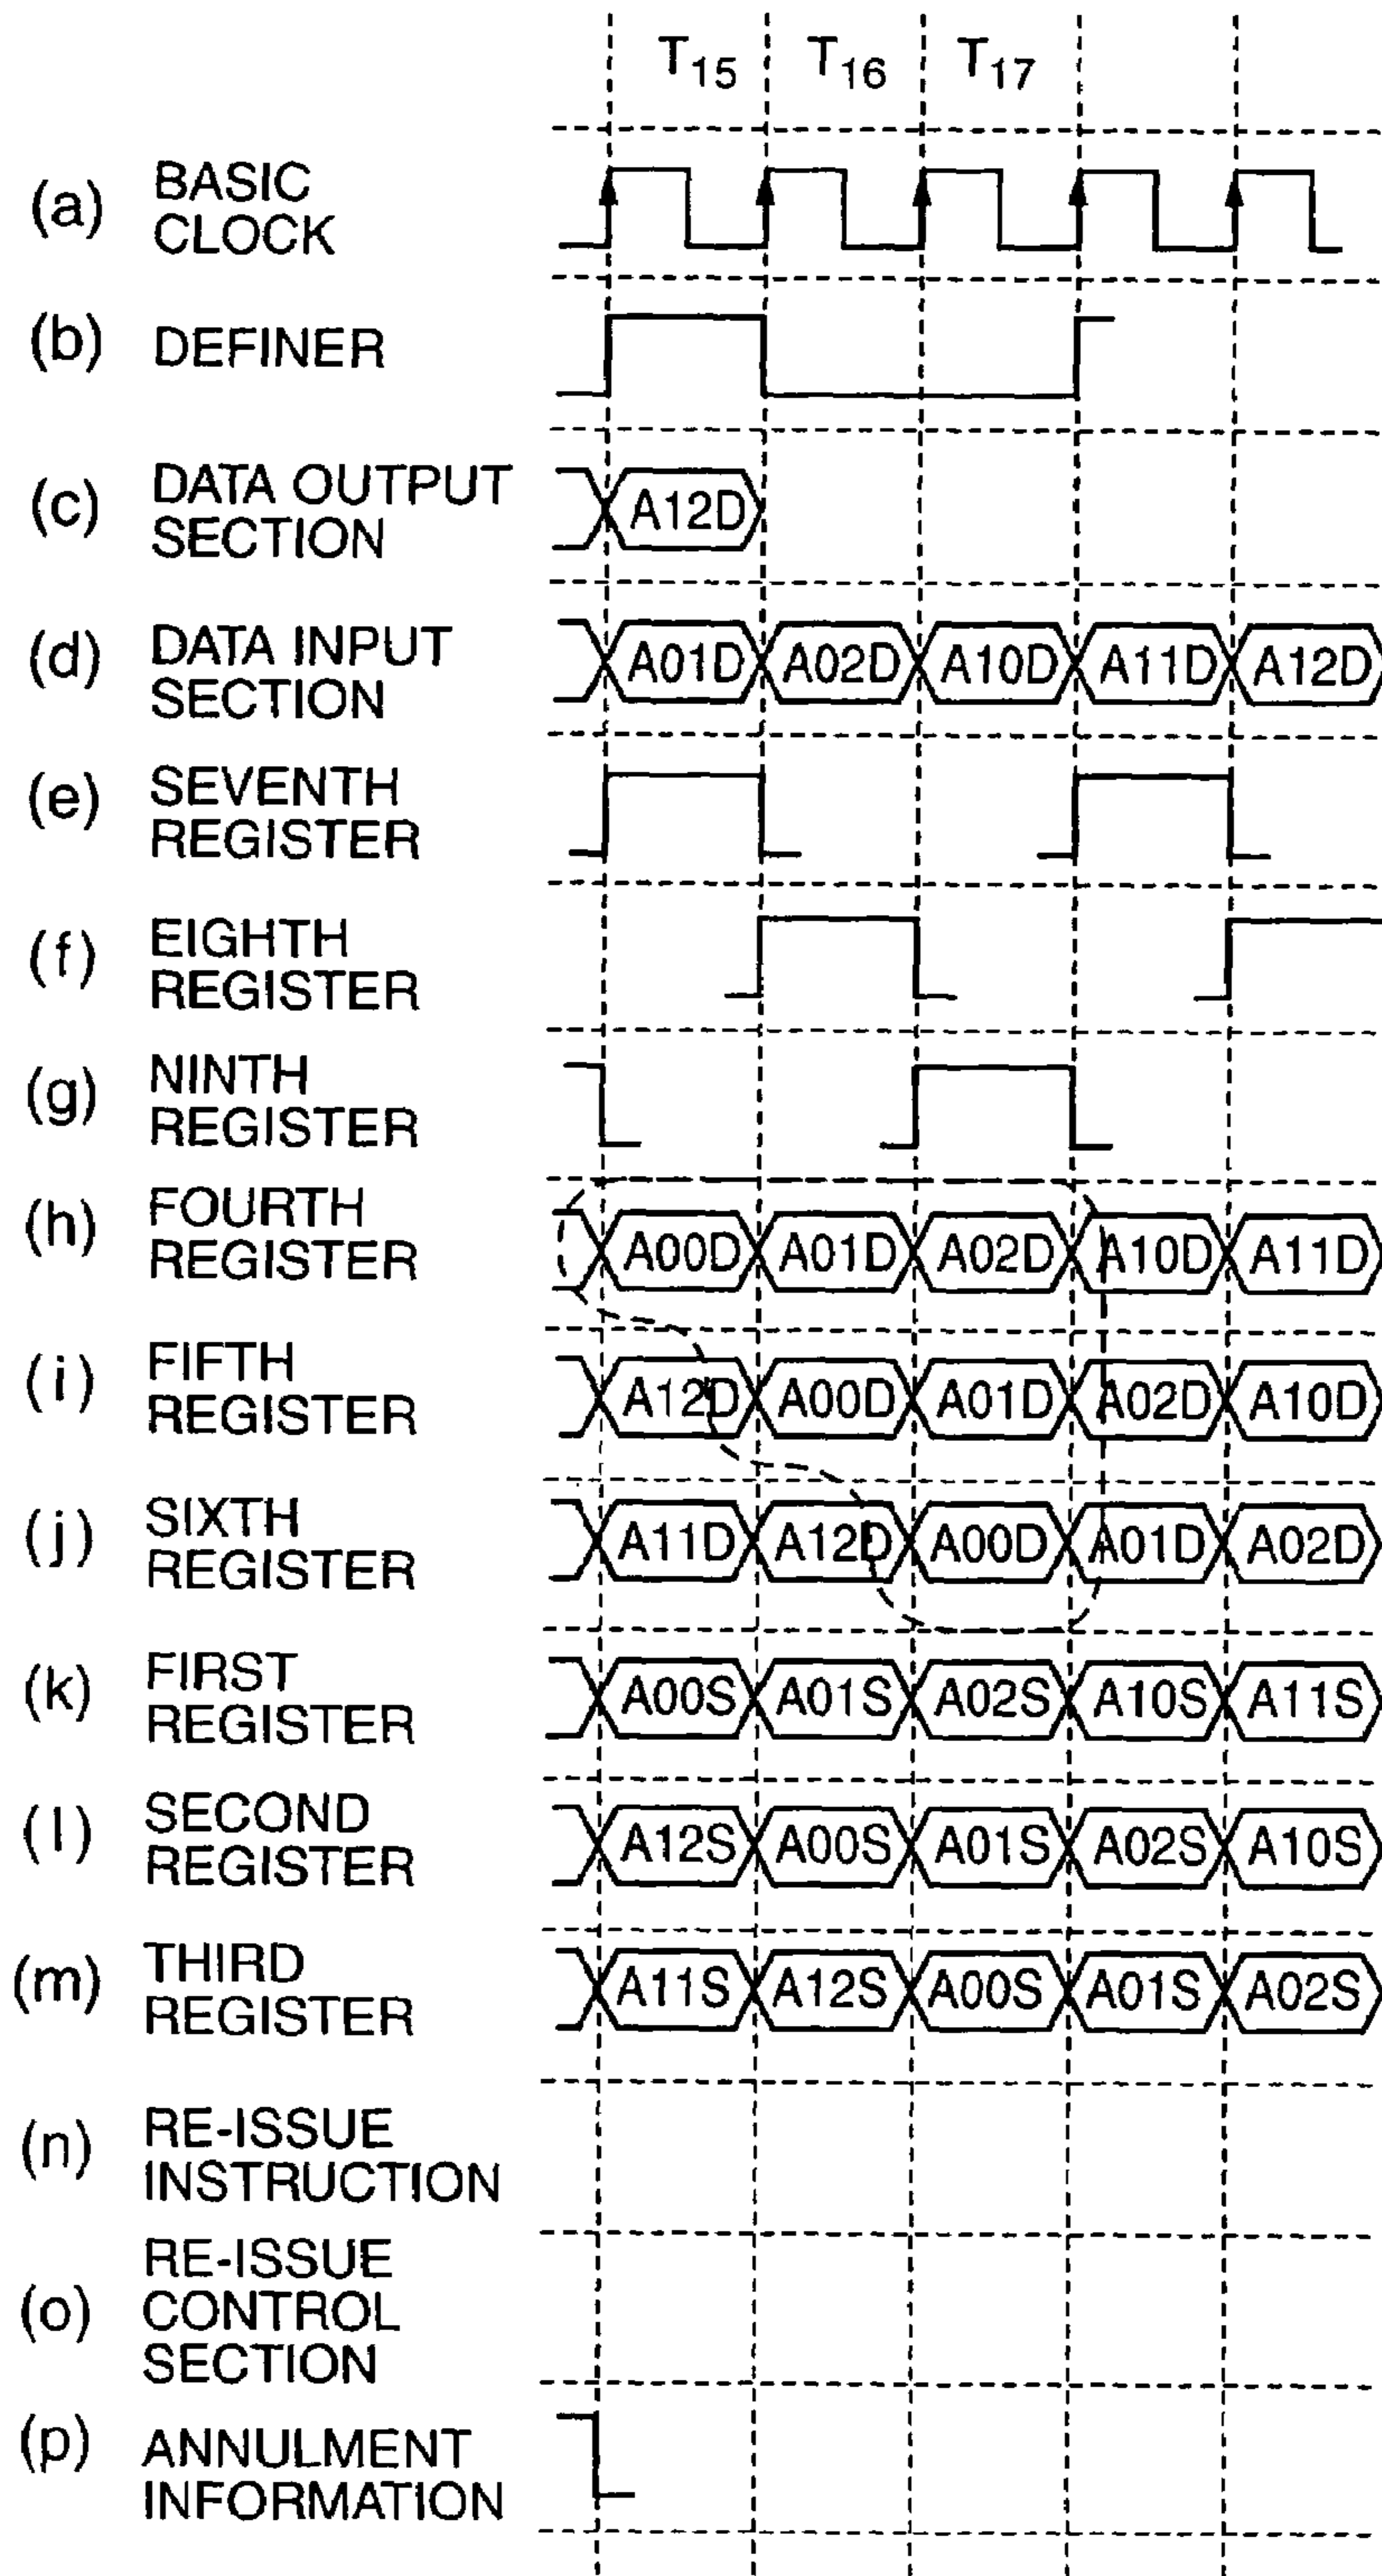 T15 T16 T17
(a) BASIC CLOCK
(b) DEFINER
(c) DATA OUTPUT SECTION A12D
(d) DATA INPUT SECTION A01D A02D A10D A11D A12D
(e) SEVENTH REGISTER
(f) EIGHTH REGISTER
(g) NINTH REGISTER
(h) FOURTH REGISTER A00D A01D A02D A10D A11D
(i) FIFTH REGISTER A12D A00D A01D A02D A10D
(j) SIXTH REGISTER A11D A12D A00D A01D A02D
(k) FIRST REGISTER A00S A01S A02S A10S A11S
(l) SECOND REGISTER A12S A00S A01S A02S A10S
(m) THIRD REGISTER A11S A12S A00S A01S A02S
(n) RE-ISSUE INSTRUCTION
(o) RE-ISSUE CONTROL SECTION
(p) ANNULMENT INFORMATION